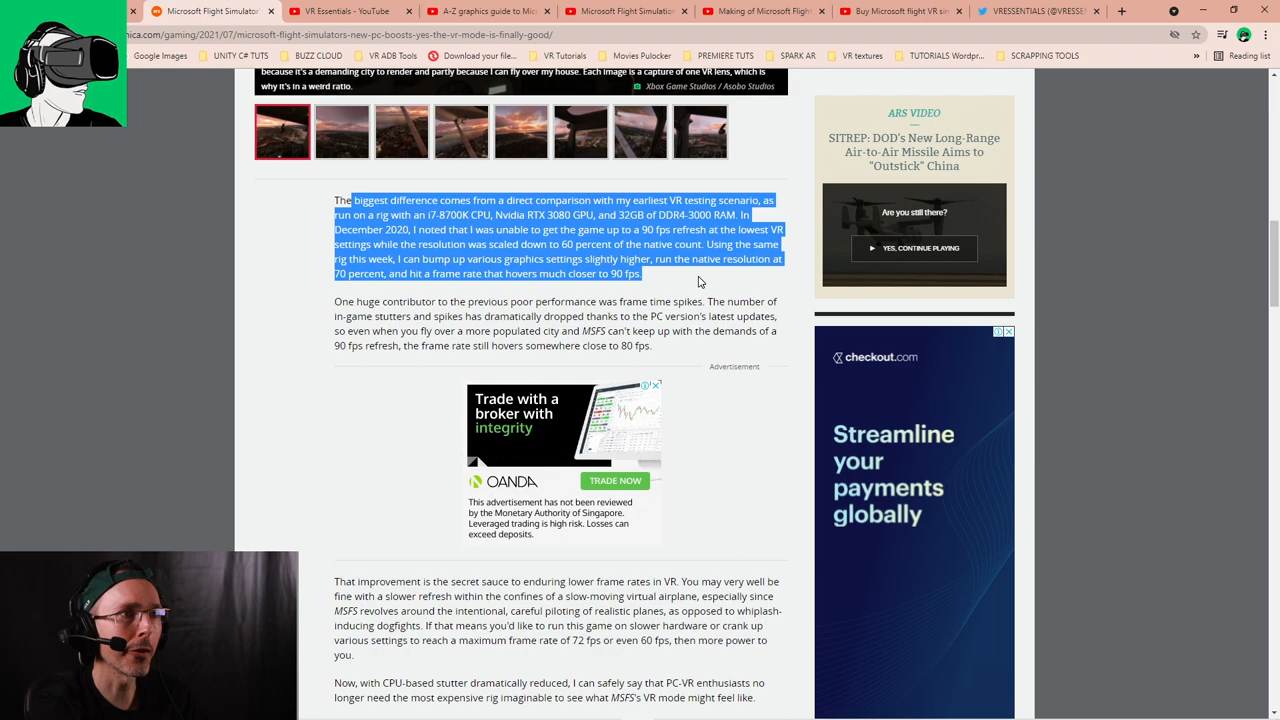 Microsoft Flight Simulator'
VR Essentials - YouTube
A-Z graphics guide to Micr
Microsoft Flight Simulation
Making of Microsoft Flight
Buy Microsoft flight VR sim
VRESSENTIALS (@VRESSEN
nica.com/gaming/2021/07/microsoft-flight-simulators-new-pc-boosts-yes-the-vr-mode-is-finally-good/
Google Images
UNITY C# TUTS
BUZZ CLOUD
VR ADB Tools
Download your file...
VR Tutorials
Movies Pulocker
PREMIERE TUTS
SPARK AR
VR textures
TUTORIALS Wordpr...
SCRAPING TOOLS
»
Reading list
because it's a demanding city to render and partly because I can fly over my house. Each image is a capture of one VR lens, which is
why it's in a weird ratio.
Xbox Game Studios / Asobo Studios
The biggest difference comes from a direct comparison with my earliest VR testing scenario, as
run on a rig with an i7-8700K CPU, Nvidia RTX 3080 GPU, and 32GB of DDR4-3000 RAM. In
December 2020, I noted that I was unable to get the game up to a 90 fps refresh at the lowest VR
settings while the resolution was scaled down to 60 percent of the native count. Using the same
rig this week, I can bump up various graphics settings slightly higher, run the native resolution at
70 percent, and hit a frame rate that hovers much closer to 90 fps.
One huge contributor to the previous poor performance was frame time spikes. The number of
in-game stutters and spikes has dramatically dropped thanks to the PC version's latest updates,
so even when you fly over a more populated city and MSFS can't keep up with the demands of a
90 fps refresh, the frame rate still hovers somewhere close to 80 fps.
Advertisement
Trade with a
broker with
integrity
OANDA
TRADE NOW
This advertisement has not been reviewed
by the Monetary Authority of Singapore.
Leveraged trading is high risk. Losses can
exceed deposits.
That improvement is the secret sauce to enduring lower frame rates in VR. You may very well be
fine with a slower refresh within the confines of a slow-moving virtual airplane, especially since
MSFS revolves around the intentional, careful piloting of realistic planes, as opposed to whiplash-
inducing dogfights. If that means you'd like to run this game on slower hardware or crank up
various settings to reach a maximum frame rate of 72 fps or even 60 fps, then more power to
you.
Now, with CPU-based stutter dramatically reduced, I can safely say that PC-VR enthusiasts no
longer need the most expensive rig imaginable to see what MSFS's VR mode might feel like.
ARS VIDEO
SITREP: DOD's New Long-Range
Air-to-Air Missile Aims to
"Outstick" China
Are you still there?
YES, CONTINUE PLAYING
checkout.com
Streamline
your
payments
globally